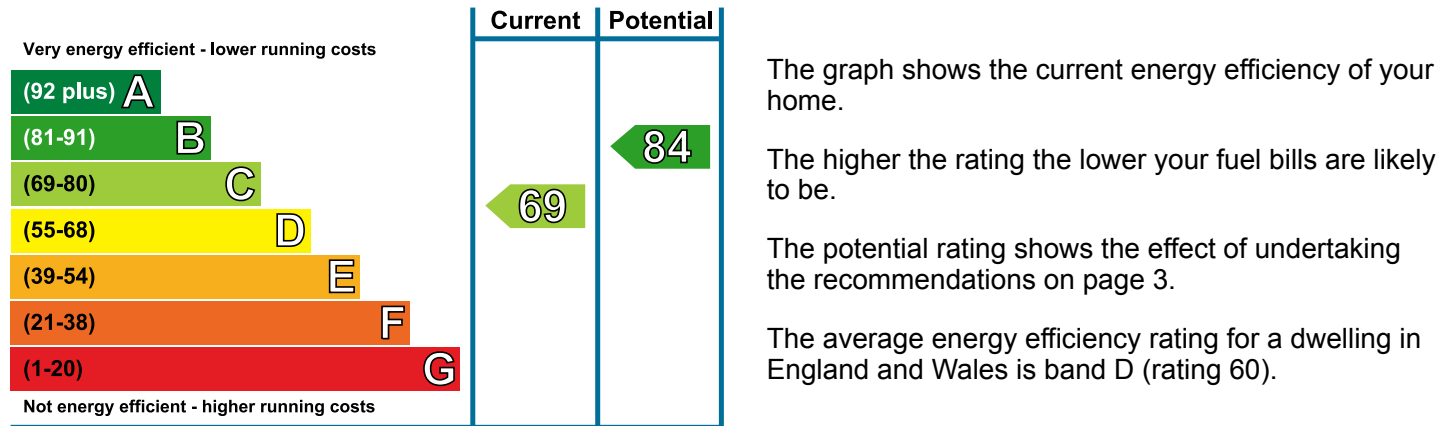 Current Potential
Very energy efficient - lower running costs
(92 plus) A
(81-91) B
84
(69-80) C
69
(55-68) D
(39-54) E
(21-38) F
(1-20) G
Not energy efficient - higher running costs
The graph shows the current energy efficiency of your
home.
The higher the rating the lower your fuel bills are likely
to be.
The potential rating shows the effect of undertaking
the recommendations on page 3.
The average energy efficiency rating for a dwelling in
England and Wales is band D (rating 60).